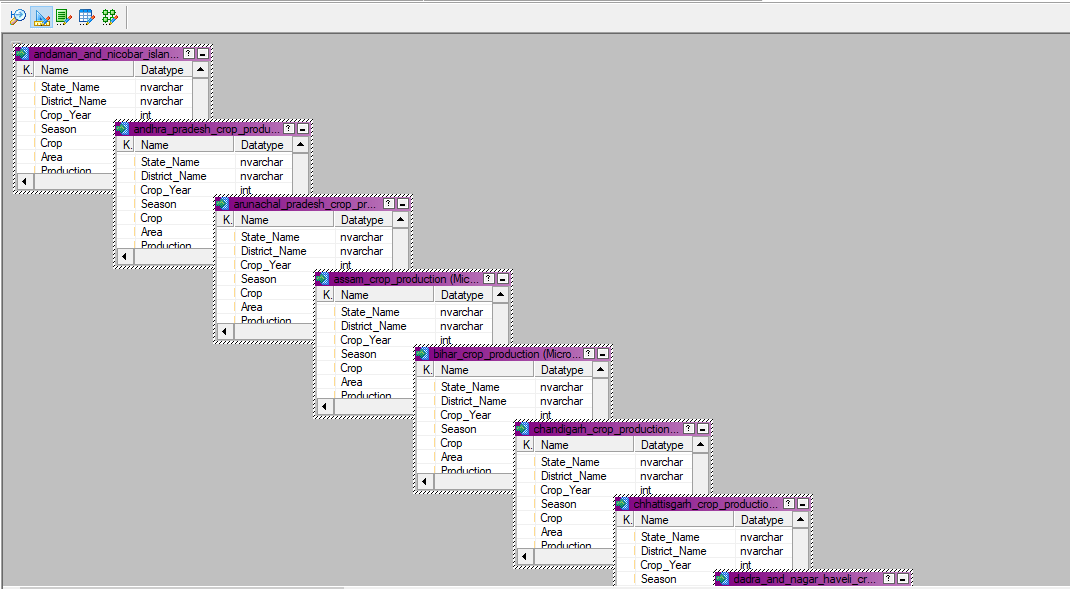 andaman_and_nicobar_islan...
K. Name Datatype
State_Name nvarchar
District_Name nvarchar
Crop_Year int
Season
Crop
Area
Production
andhra_pradesh_crop_produ...
K. Name Datatype
State_Name nvarchar
District_Name nvarchar
Crop_Year int
Season
Crop
Area
Production
arunachal_pradesh_crop_pr...
K. Name Datatype
State_Name nvarchar
District_Name nvarchar
Crop_Year int
Season
Crop
Area
Production
assam_crop_production (Mic...
K. Name Datatype
State_Name nvarchar
District_Name nvarchar
Crop_Year int
Season
Crop
Area
Production
bihar_crop_production (Micro...
K. Name Datatype
State_Name nvarchar
District_Name nvarchar
Crop_Year int
Season
Crop
Area
Production
chandigarh_crop_production...
K. Name Datatype
State_Name nvarchar
District_Name nvarchar
Crop_Year int
Season
Crop
Area
Production
chhattisgarh_crop_productio...
K. Name Datatype
State_Name nvarchar
District_Name nvarchar
Crop_Year int
Season
dadra_and_nagar_haveli_cr...